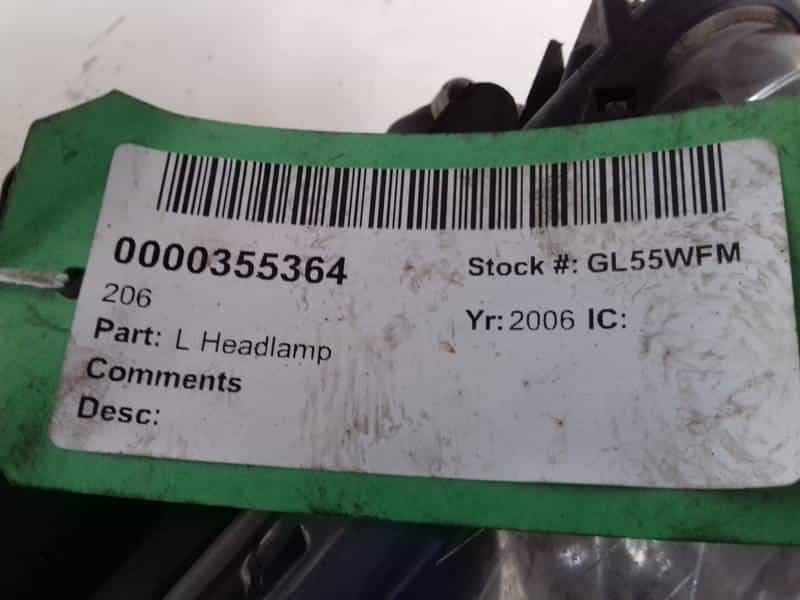 0000355364
Stock #: GL55WFM
206
Yr: 2006 IC:
Part: L Headlamp
Comments
Desc: